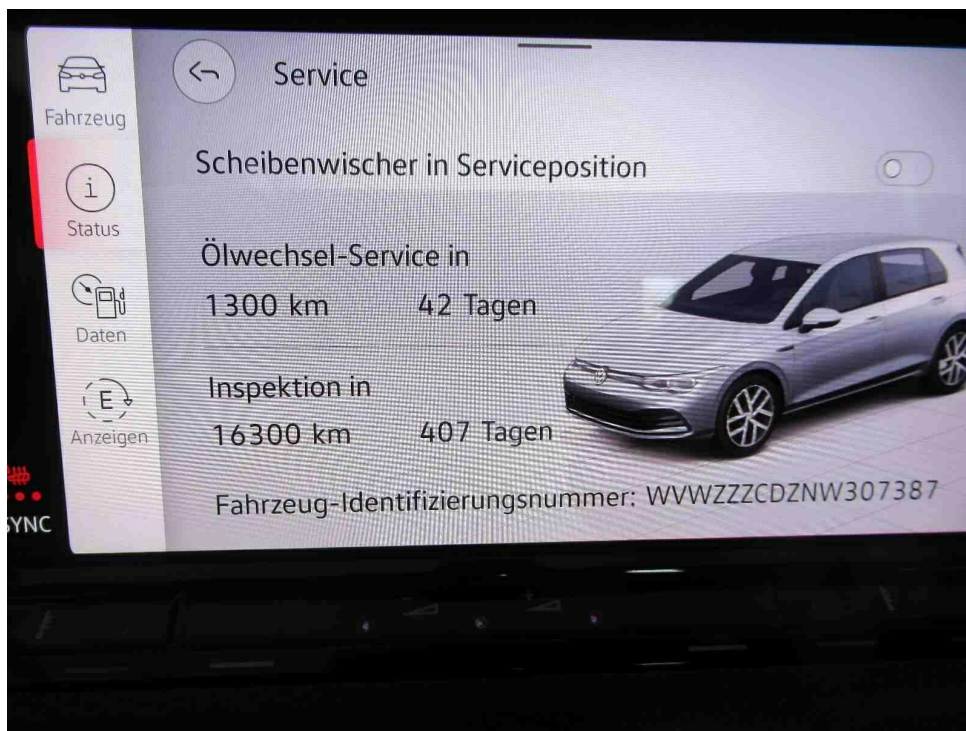 Service
Fahrzeug
Scheibenwischer in Serviceposition
Status
Ölwechsel-Service in
1300 km 42 Tagen
Daten
Inspektion in
E
Anzeigen
16300 km 407 Tagen
Fahrzeug-Identifizierungsnummer: WVWZZZCDZNW307387
SYNC